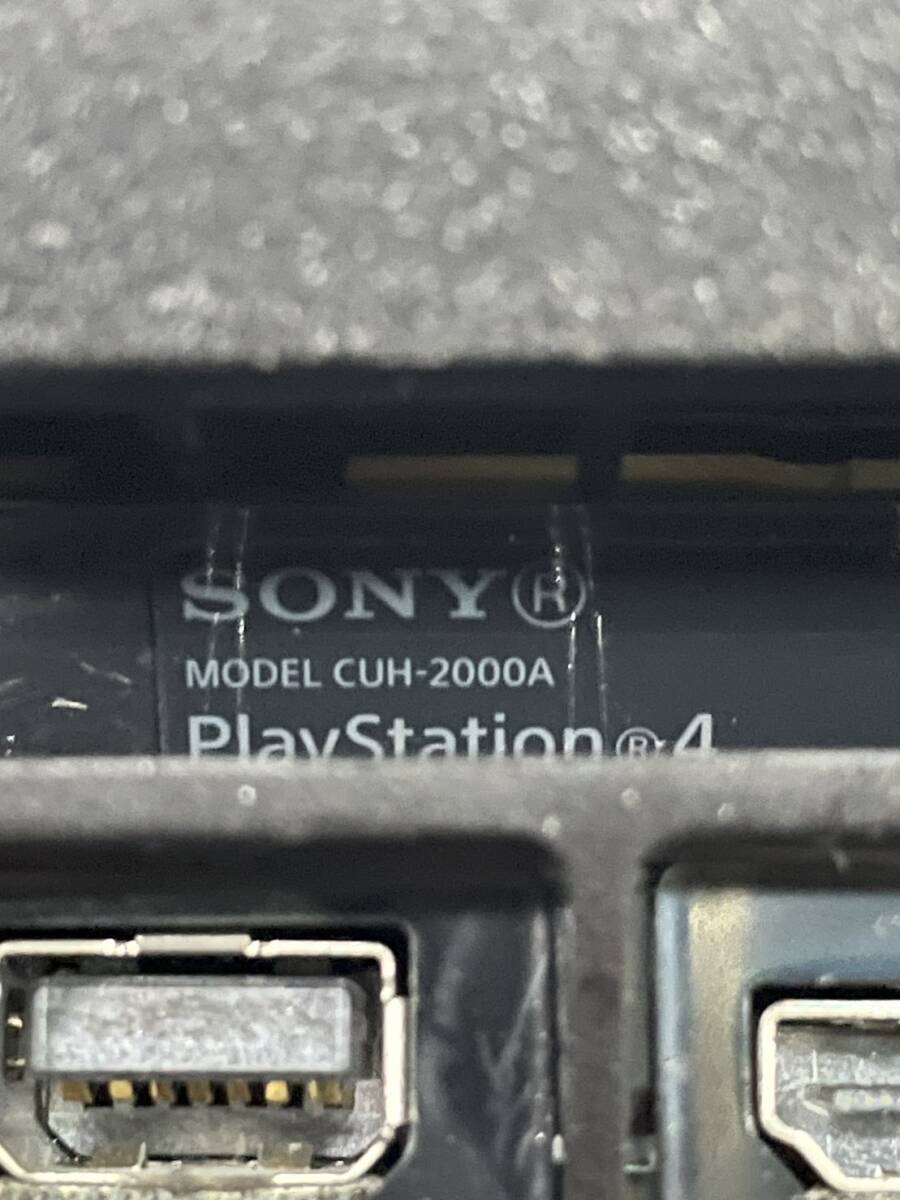 SONY®
MODEL CUH-2000A
PlayStation®4